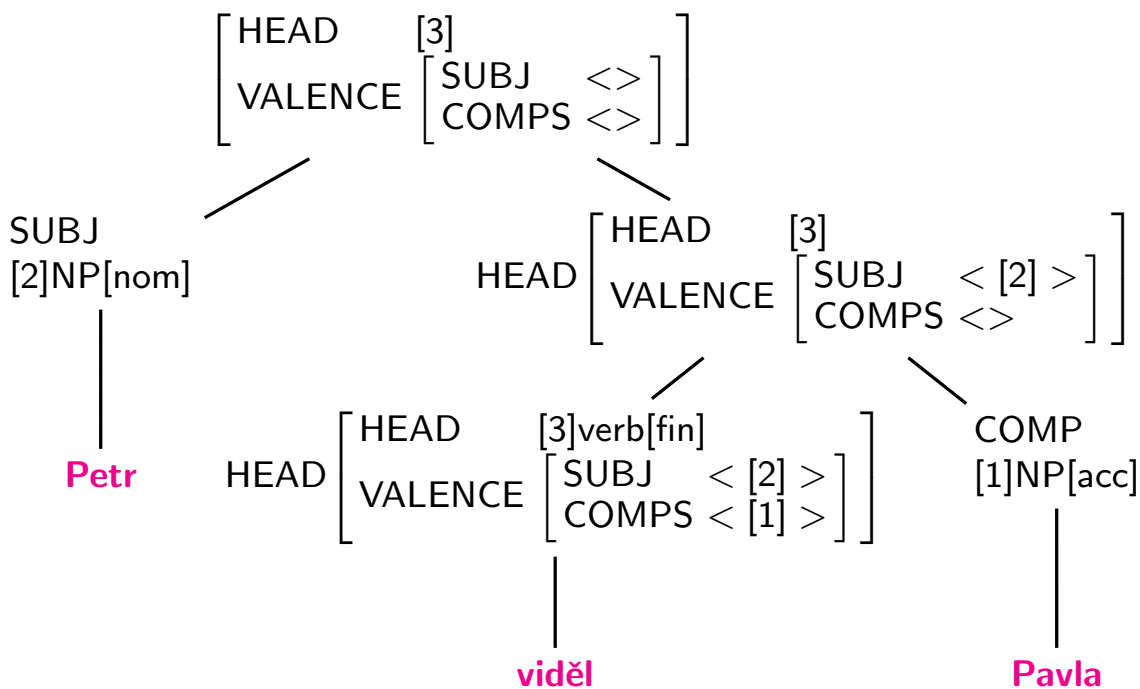 HEAD [3]
VALENCE SUBJ <>
COMPS <>
SUBJ
[2]NP[nom]
HEAD HEAD [3]
VALENCE SUBJ < [2] >
COMPS <>
HEAD HEAD [3]verb[fin]
VALENCE SUBJ < [2] >
COMPS < [1] >
COMP
[1]NP[acc]
Petr
viděl
Pavla